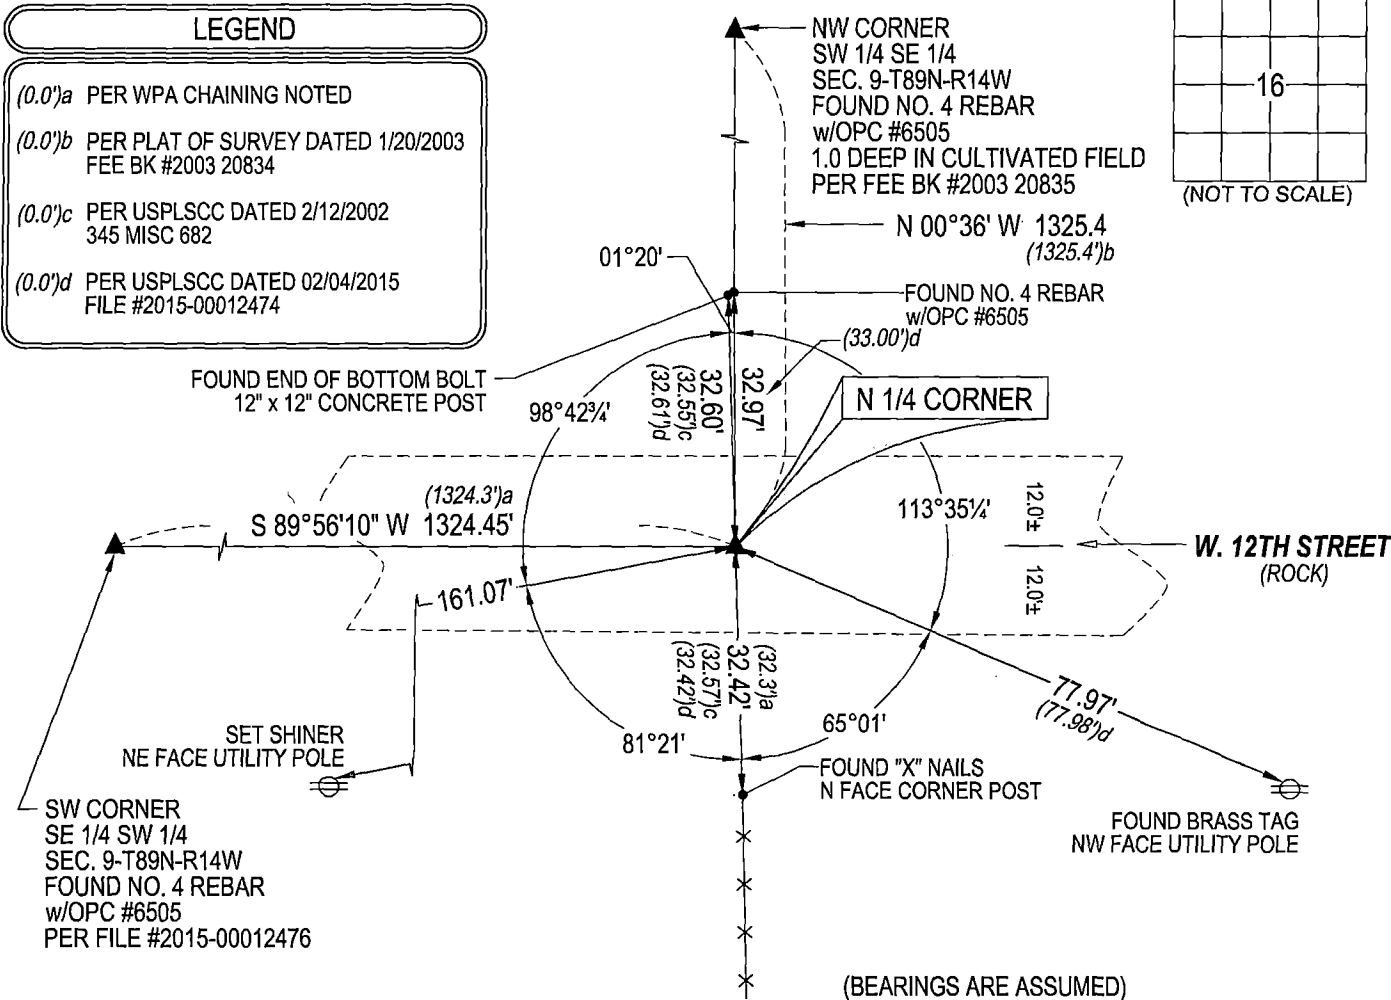 LEGEND
(0.0')a PER WPA CHAINING NOTED
(0.0')b PER PLAT OF SURVEY DATED 1/20/2003
FEE BK #2003 20834
(0.0')c PER USPLSCC DATED 2/12/2002
345 MISC 682
(0.0')d PER USPLSCC DATED 02/04/2015
FILE #2015-00012474
NW CORNER
SW 1/4 SE 1/4
SEC. 9-T89N-R14W
FOUND NO. 4 REBAR
w/OPC #6505
1.0 DEEP IN CULTIVATED FIELD
PER FEE BK #2003 20835
16
(NOT TO SCALE)
N 00°36' W 1325.4
(1325.4')b
01°20'
FOUND NO. 4 REBAR
w/OPC #6505
(33.00')d
FOUND END OF BOTTOM BOLT
12" x 12" CONCRETE POST
98°42¾'
32.97'
32.60'
(32.55')c
(32.61')d
N 1/4 CORNER
(1324.3')a
S 89°56'10" W 1324.45'
113°35¼'
12.0'±
12.0'±
W. 12TH STREET
(ROCK)
161.07'
(32.3')a
32.42'
(32.57')c
(32.42')d
77.97'
(77.98')d
65°01'
81°21'
SET SHINER
NE FACE UTILITY POLE
FOUND "X" NAILS
N FACE CORNER POST
FOUND BRASS TAG
NW FACE UTILITY POLE
SW CORNER
SE 1/4 SW 1/4
SEC. 9-T89N-R14W
FOUND NO. 4 REBAR
w/OPC #6505
PER FILE #2015-00012476
(BEARINGS ARE ASSUMED)